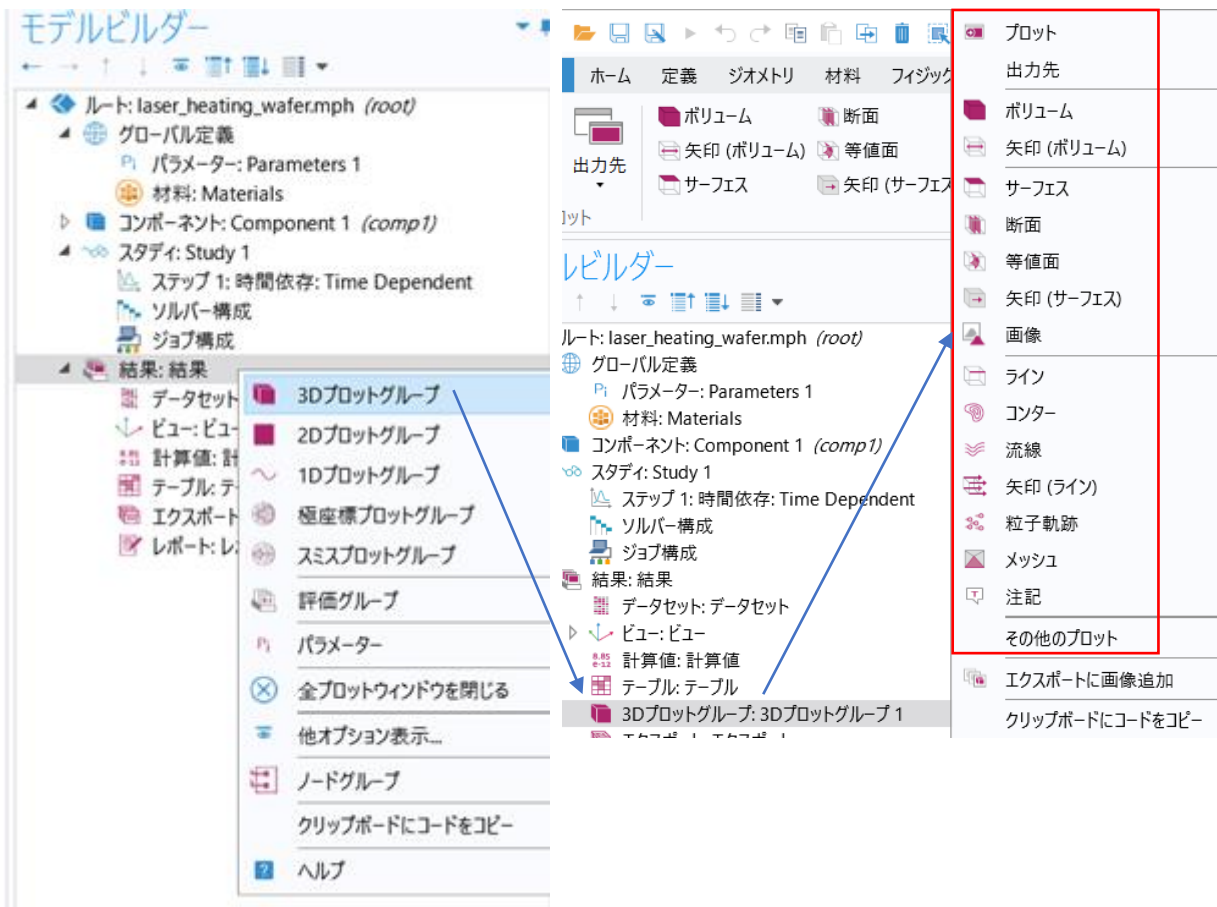 モデルビルダー
ルート: laser_heating_wafer.mph (root)
グローバル定義
Pi パラメーター: Parameters 1
材料: Materials
コンポーネント: Component 1 (comp1)
スタディ: Study 1
ステップ 1: 時間依存: Time Dependent
ソルバー構成
ジョブ構成
結果: 結果
データセット
ビュー: ビュー
計算値: 計
テーブル: テ
エクスポート
レポート: レ
3Dプロットグループ
2Dプロットグループ
1Dプロットグループ
極座標プロットグループ
スミスプロットグループ
評価グループ
Pi パラメーター
全プロットウィンドウを閉じる
他オプション表示...
ノードグループ
クリップボードにコードをコピー
? ヘルプ
ホーム 定義 ジオメトリ 材料 フィジック
出力先
ボリューム 断面
矢印 (ボリューム) 等値面
サーフェス 矢印 (サーフェス
ロット
レビルダー
ルート: laser_heating_wafer.mph (root)
グローバル定義
Pi パラメーター: Parameters 1
材料: Materials
コンポーネント: Component 1 (comp1)
スタディ: Study 1
ステップ 1: 時間依存: Time Dependent
ソルバー構成
ジョブ構成
結果: 結果
データセット: データセット
ビュー: ビュー
8.85 e-12 計算値: 計算値
テーブル: テーブル
3Dプロットグループ: 3Dプロットグループ 1
エクスポート: エクスポート
プロット
出力先
ボリューム
矢印 (ボリューム)
サーフェス
断面
等値面
矢印 (サーフェス)
画像
ライン
コンター
流線
矢印 (ライン)
粒子軌跡
メッシュ
T 注記
その他のプロット
エクスポートに画像追加
クリップボードにコードをコピー